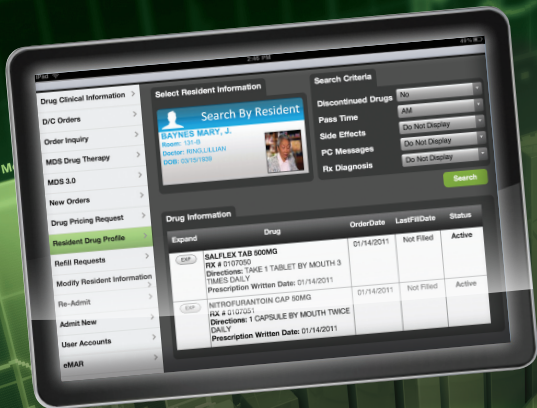 iPad
2:46 PM
49%
Drug Clinical Information >
D/C Orders >
Order Inquiry >
MDS Drug Therapy >
MDS 3.0 >
New Orders >
Drug Pricing Request >
Resident Drug Profile >
Refill Requests >
Modify Resident Information >
Re-Admit >
Admit New >
User Accounts >
eMAR >
Select Resident Information
Search By Resident
BAYNES MARY, J.
Room: 131-B
Doctor: RING,LILLIAN
DOB: 03/15/1939
Search Criteria
Discontinued Drugs No
Pass Time AM
Side Effects Do Not Display
PC Messages Do Not Display
Rx Diagnosis Do Not Display
Search
Drug Information
Expand Drug OrderDate LastFillDate Status
EXP SALFLEX TAB 500MG 01/14/2011 Not Filled Active
RX # 0107050
Directions: TAKE 1 TABLET BY MOUTH 3
TIMES DAILY
Prescription Written Date: 01/14/2011
EXP NITROFURANTOIN CAP 50MG 01/14/2011 Not Filled Active
RX # 0107051
Directions: 1 CAPSULE BY MOUTH TWICE
DAILY
Prescription Written Date: 01/14/2011